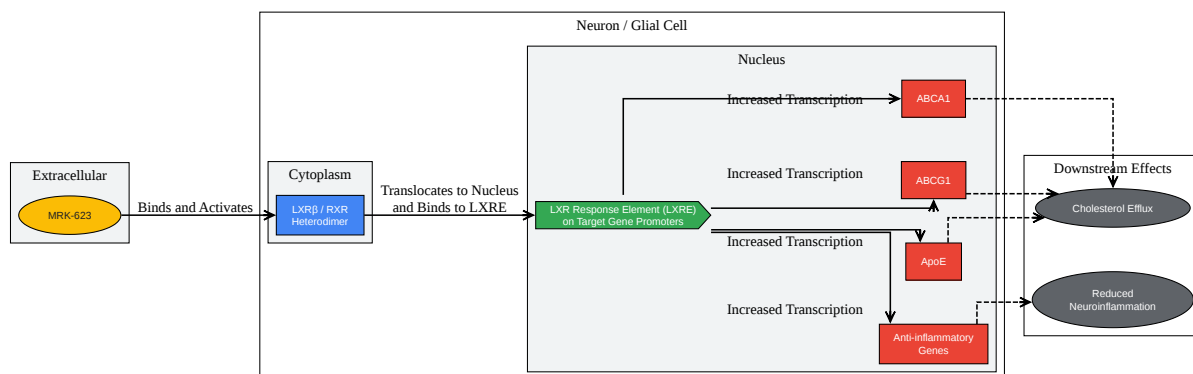 Neuron / Glial Cell
Nucleus
Increased Transcription
ABCA1
Extracellular
MRK-623
Binds and Activates
Cytoplasm
LXRβ / RXR
Heterodimer
Translocates to Nucleus
and Binds to LXRE
LXR Response Element (LXRE)
on Target Gene Promoters
Increased Transcription
ABCG1
Increased Transcription
ApoE
Increased Transcription
Anti-inflammatory
Genes
Downstream Effects
Cholesterol Efflux
Reduced
Neuroinflammation